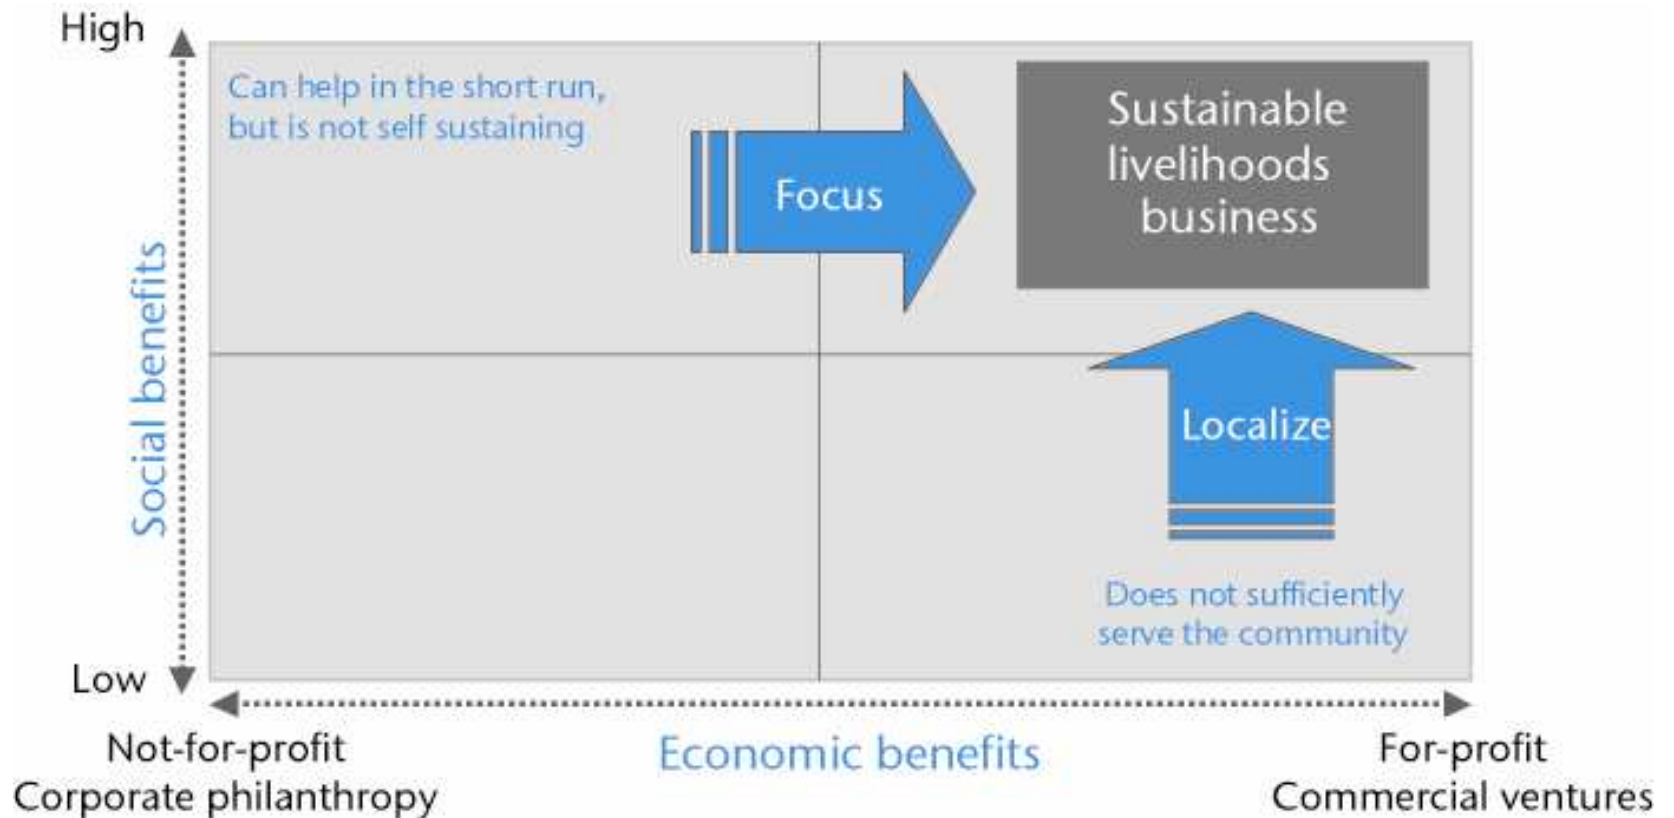 High
Can help in the short run,
but is not self sustaining
Focus
Sustainable
livelihoods
business
Social benefits
Localize
Does not sufficiently
serve the community
Low
Not-for-profit
Corporate philanthropy
Economic benefits
For-profit
Commercial ventures